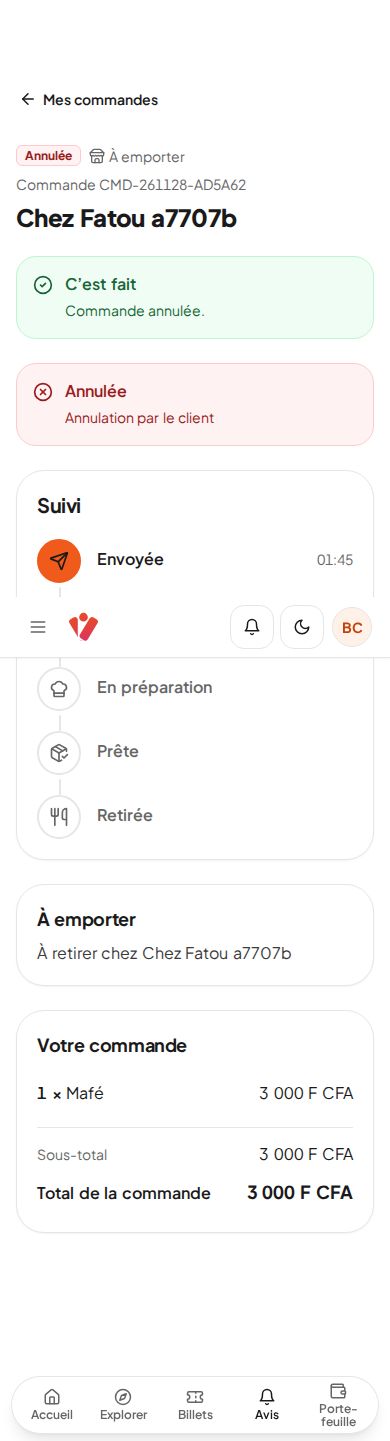 Mes commandes
Annulée À emporter
Commande CMD-261128-AD5A62
Chez Fatou a7707b
C’est fait
Commande annulée.
Annulée
Annulation par le client
Suivi
Envoyée 01:45
BC
En préparation
Prête
Retirée
À emporter
À retirer chez Chez Fatou a7707b
Votre commande
1 × Mafé 3 000 F CFA
Sous-total 3 000 F CFA
Total de la commande 3 000 F CFA
Accueil Explorer Billets Avis Porte-
feuille